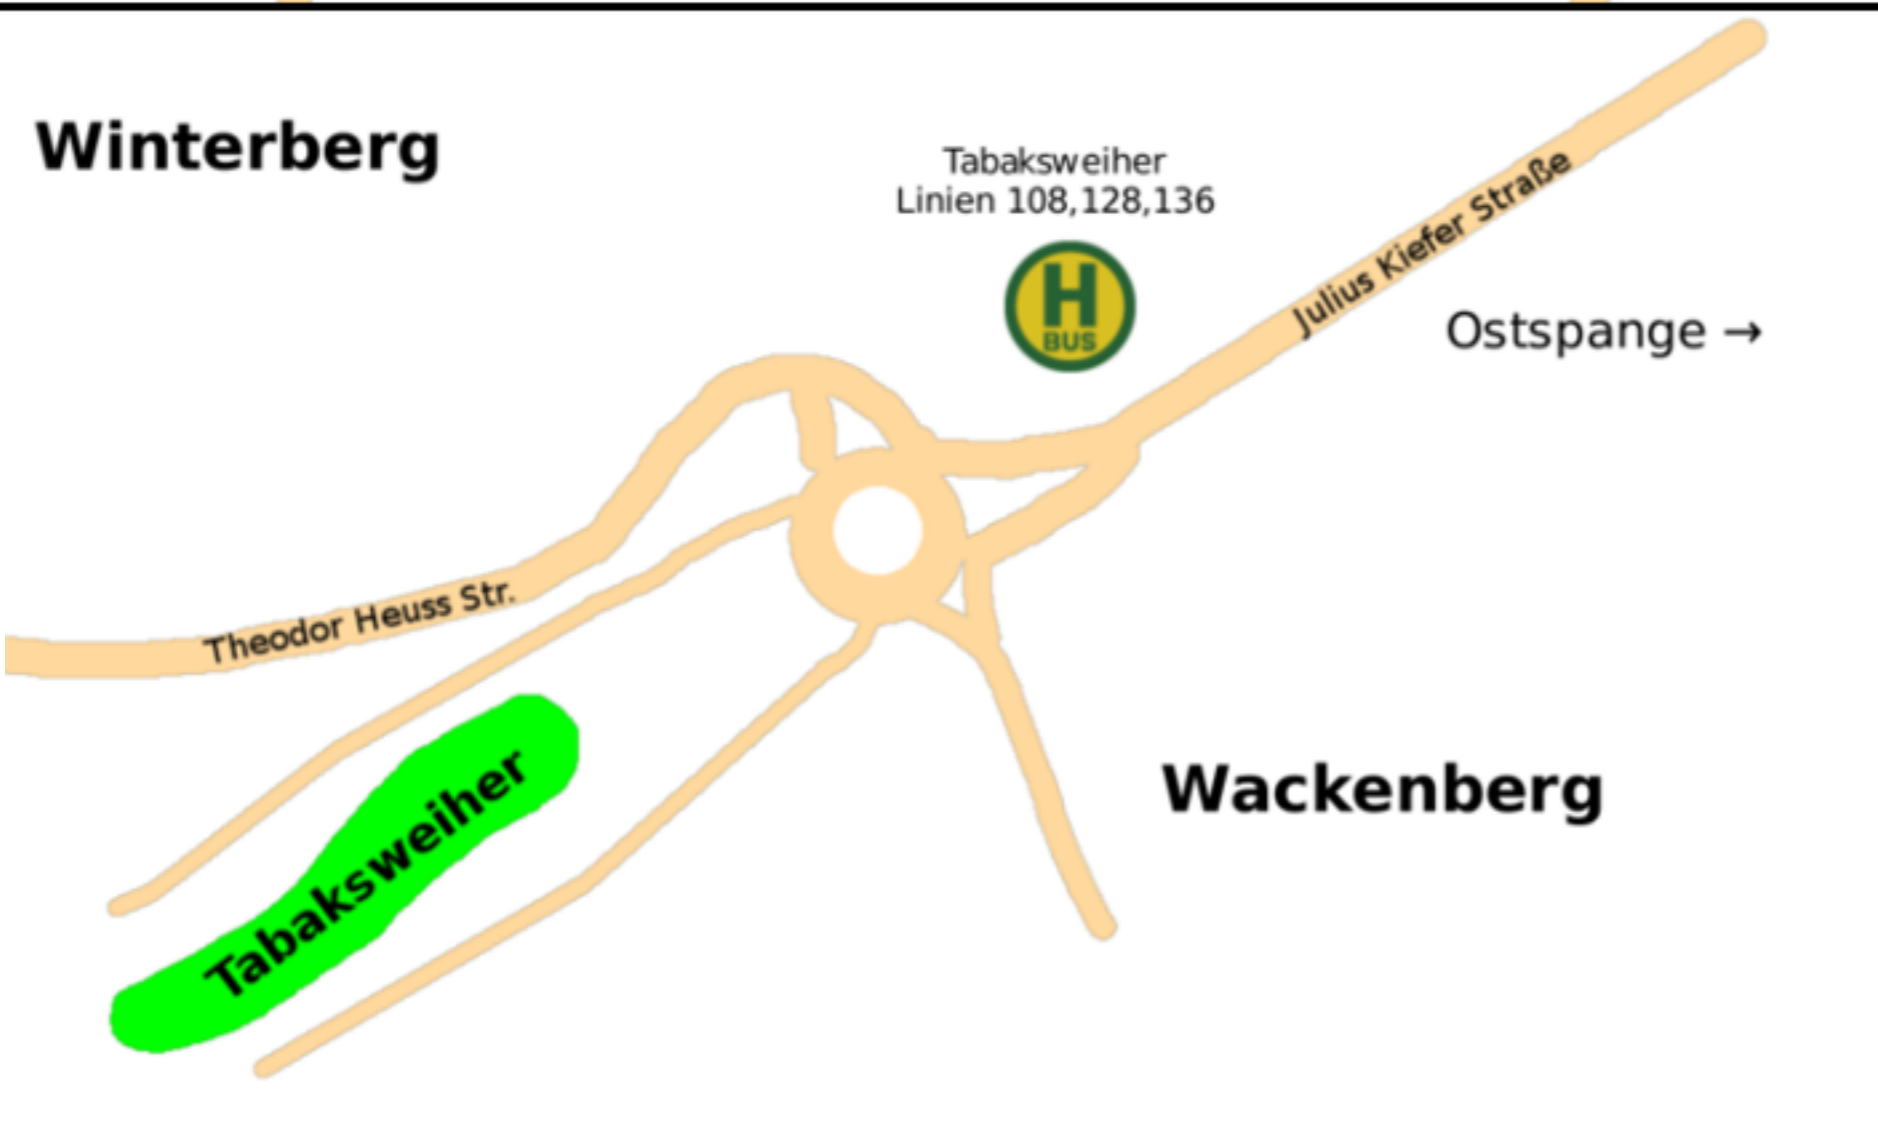 Winterberg
Tabaksweiher
Linien 108,128,136
H
BUS
Julius Kiefer Straße
Ostspange →
Theodor Heuss Str.
Tabaksweiher
Wackenberg